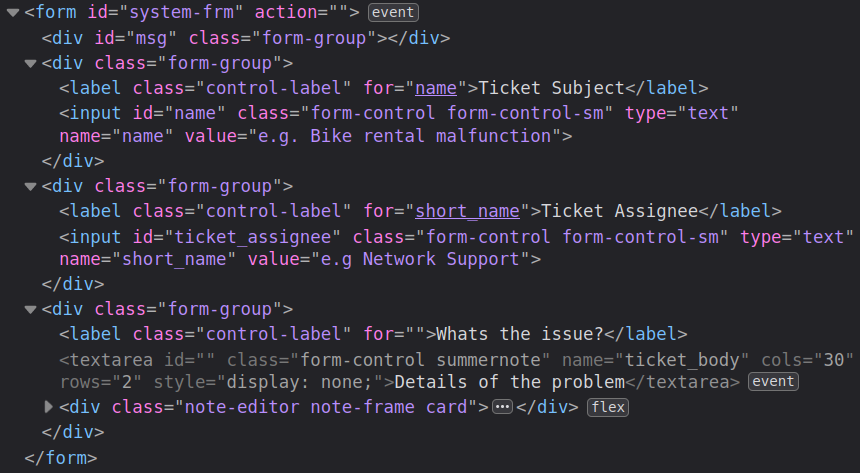 <form id="system-frm" action=""> event
<div id="msg" class="form-group"></div>
<div class="form-group">
<label class="control-label" for="name">Ticket Subject</label>
<input id="name" class="form-control form-control-sm" type="text"
name="name" value="e.g. Bike rental malfunction">
</div>
<div class="form-group">
<label class="control-label" for="short_name">Ticket Assignee</label>
<input id="ticket_assignee" class="form-control form-control-sm" type="text"
name="short_name" value="e.g Network Support">
</div>
<div class="form-group">
<label class="control-label" for="">Whats the issue?</label>
<textarea id="" class="form-control summernote" name="ticket_body" cols="30"
rows="2" style="display: none;">Details of the problem</textarea> event
<div class="note-editor note-frame card">⋯</div> flex
</div>
</form>